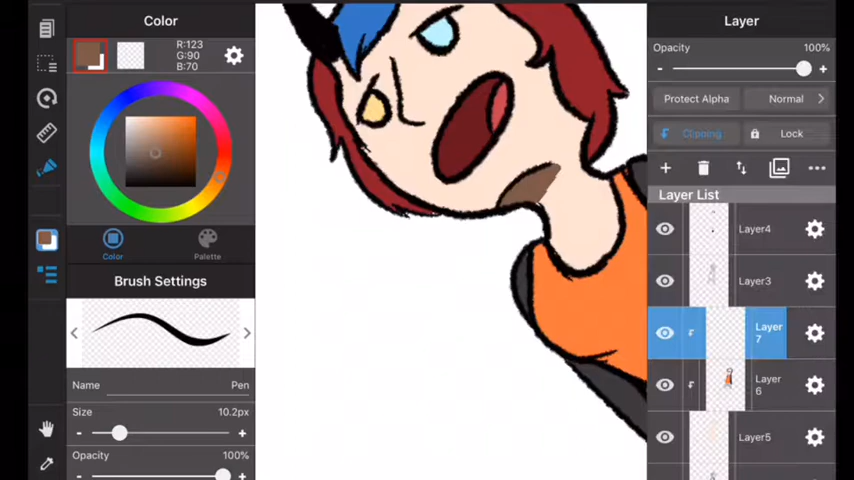 Color
R:123
G:90
B:70
Color
Palette
Brush Settings
Name
Pen
Size
10.2px
-
+
Opacity
100%
-
+
Layer
Opacity
100%
-
+
Protect Alpha
Normal
Clipping
Lock
Layer List
Layer4
Layer3
Layer
7
Layer
6
Layer5